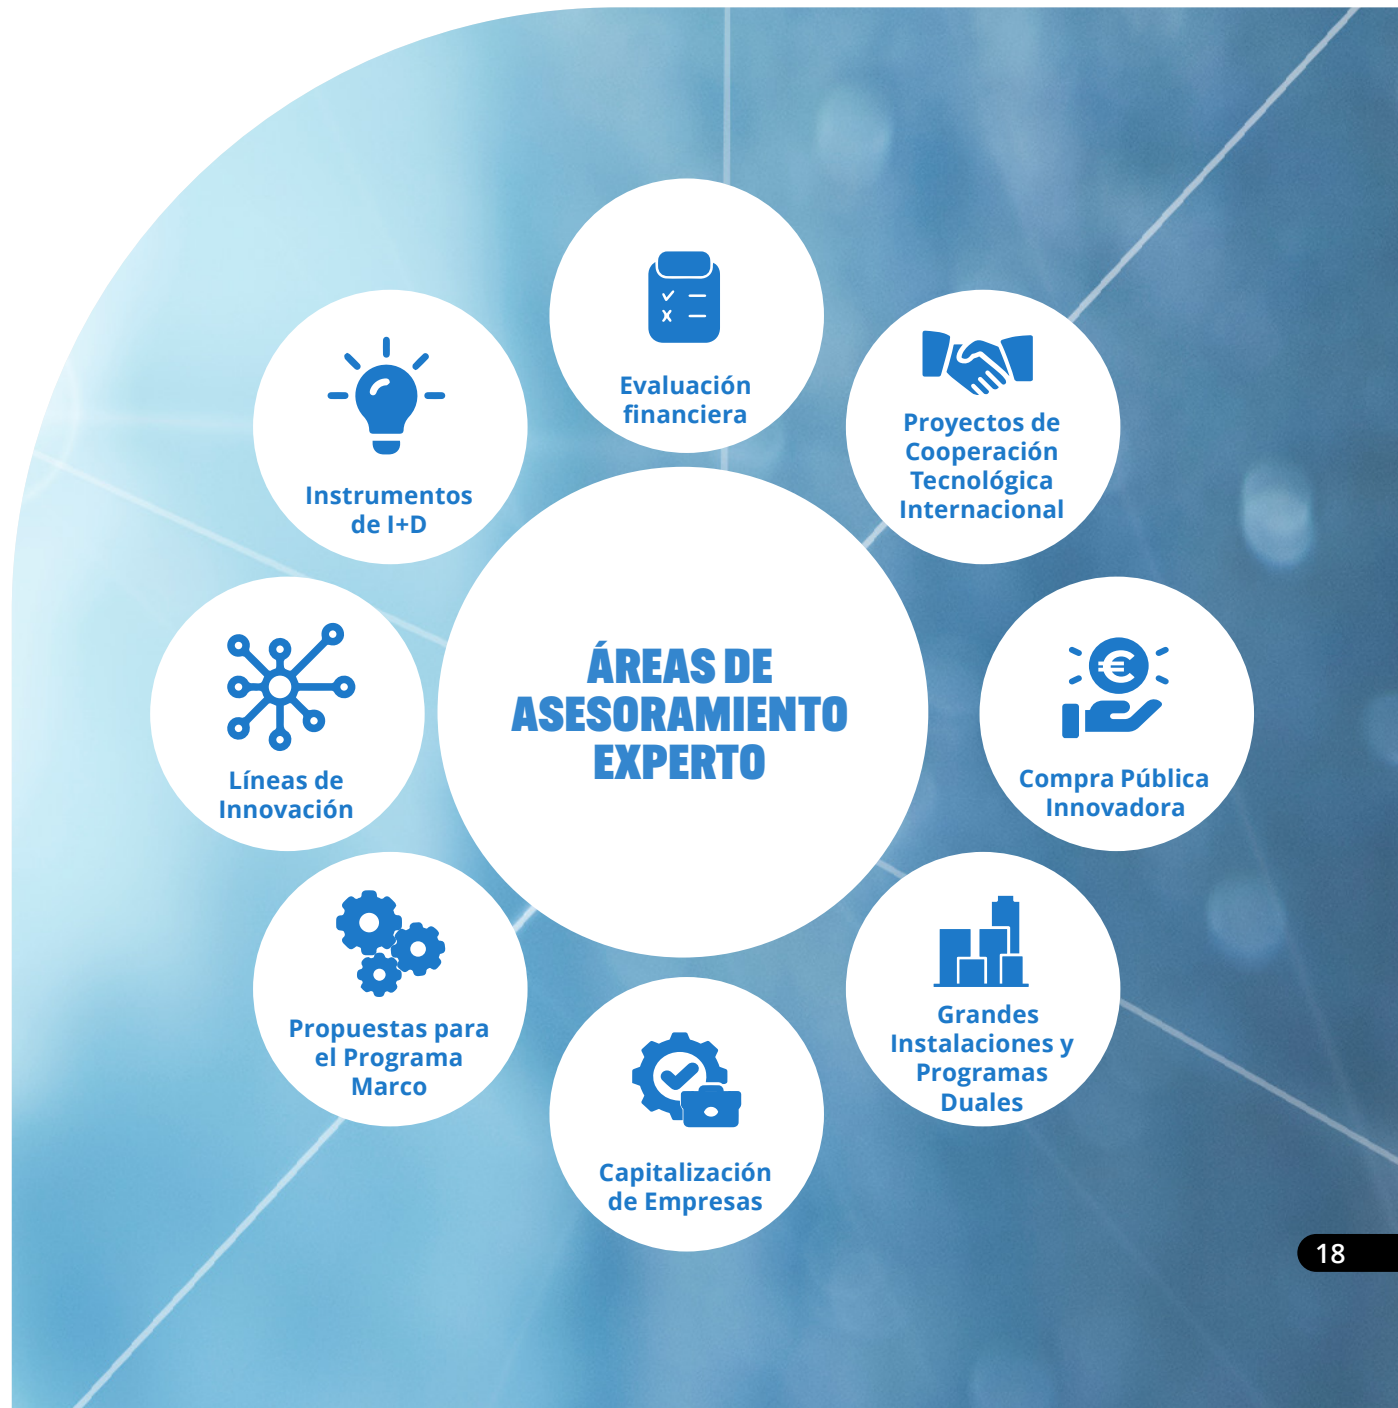 Evaluación
financiera
Proyectos de
Cooperación
Tecnológica
Internacional
Instrumentos
de I+D
ÁREAS DE
ASESORAMIENTO
EXPERTO
Líneas de
Innovación
Compra Pública
Innovadora
Propuestas para
el Programa
Marco
Grandes
Instalaciones y
Programas
Duales
Capitalización
de Empresas
18